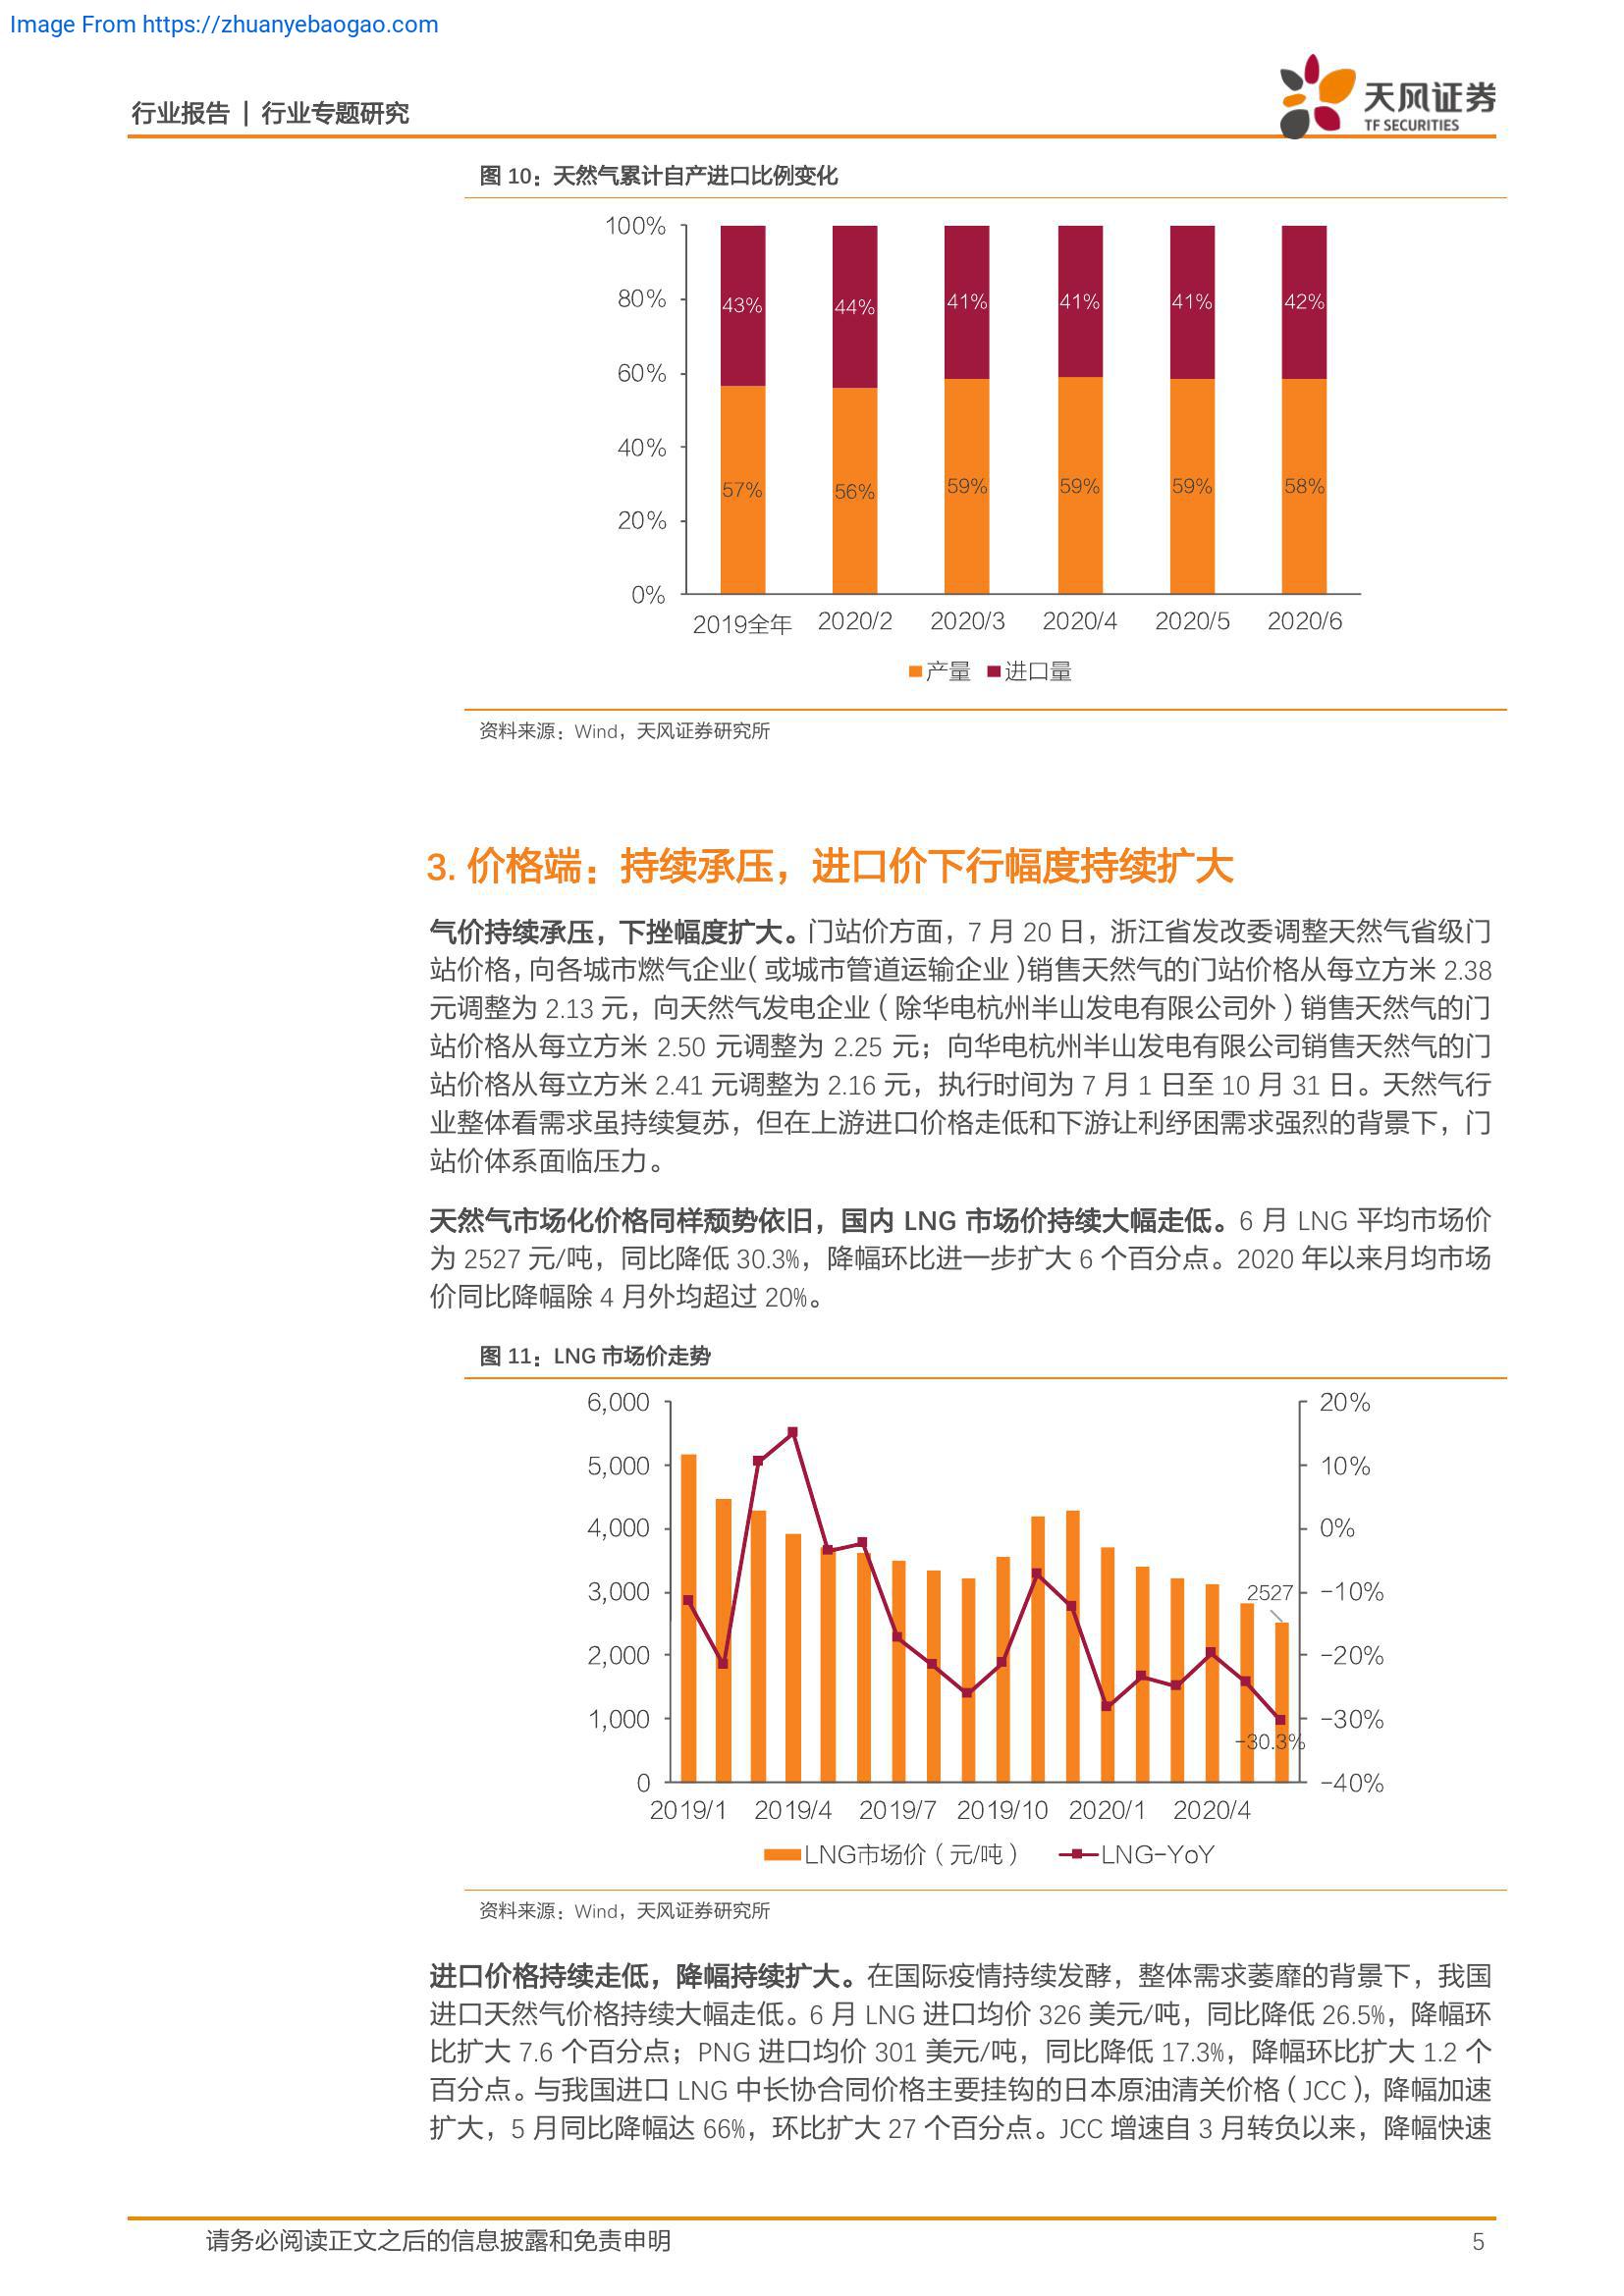 Image From https://zhuanyebaogao.com
行业报告 | 行业专题研究
天风证券
TF SECURITIES
图 10：天然气累计自产进口比例变化
100%
80%
60%
40%
20%
0%
43% 44% 41% 41% 41% 42%
57% 56% 59% 59% 59% 58%
2019全年 2020/2 2020/3 2020/4 2020/5 2020/6
产量 进口量
资料来源：Wind，天风证券研究所
3. 价格端：持续承压，进口价下行幅度持续扩大
气价持续承压，下挫幅度扩大。门站价方面，7 月 20 日，浙江省发改委调整天然气省级门
站价格，向各城市燃气企业（或城市管道运输企业）销售天然气的门站价格从每立方米 2.38
元调整为 2.13 元，向天然气发电企业（除华电杭州半山发电有限公司外）销售天然气的门
站价格从每立方米 2.50 元调整为 2.25 元；向华电杭州半山发电有限公司销售天然气的门
站价格从每立方米 2.41 元调整为 2.16 元，执行时间为 7 月 1 日至 10 月 31 日。天然气行
业整体看需求虽持续复苏，但在上游进口价格走低和下游让利纾困需求强烈的背景下，门
站价体系面临压力。
天然气市场化价格同样颓势依旧，国内 LNG 市场价持续大幅走低。6 月 LNG 平均市场价
为 2527 元/吨，同比降低 30.3%，降幅环比进一步扩大 6 个百分点。2020 年以来月均市场
价同比降幅除 4 月外均超过 20%。
图 11：LNG 市场价走势
6,000
5,000
4,000
3,000
2,000
1,000
0
20%
10%
0%
-10%
-20%
-30%
-40%
2527
-30.3%
2019/1 2019/4 2019/7 2019/10 2020/1 2020/4
LNG市场价（元/吨） LNG-YoY
资料来源：Wind，天风证券研究所
进口价格持续走低，降幅持续扩大。在国际疫情持续发酵，整体需求萎靡的背景下，我国
进口天然气价格持续大幅走低。6 月 LNG 进口均价 326 美元/吨，同比降低 26.5%，降幅环
比扩大 7.6 个百分点；PNG 进口均价 301 美元/吨，同比降低 17.3%，降幅环比扩大 1.2 个
百分点。与我国进口 LNG 中长协合同价格主要挂钩的日本原油清关价格（JCC），降幅加速
扩大，5 月同比降幅达 66%，环比扩大 27 个百分点。JCC 增速自 3 月转负以来，降幅快速
请务必阅读正文之后的信息披露和免责申明
5